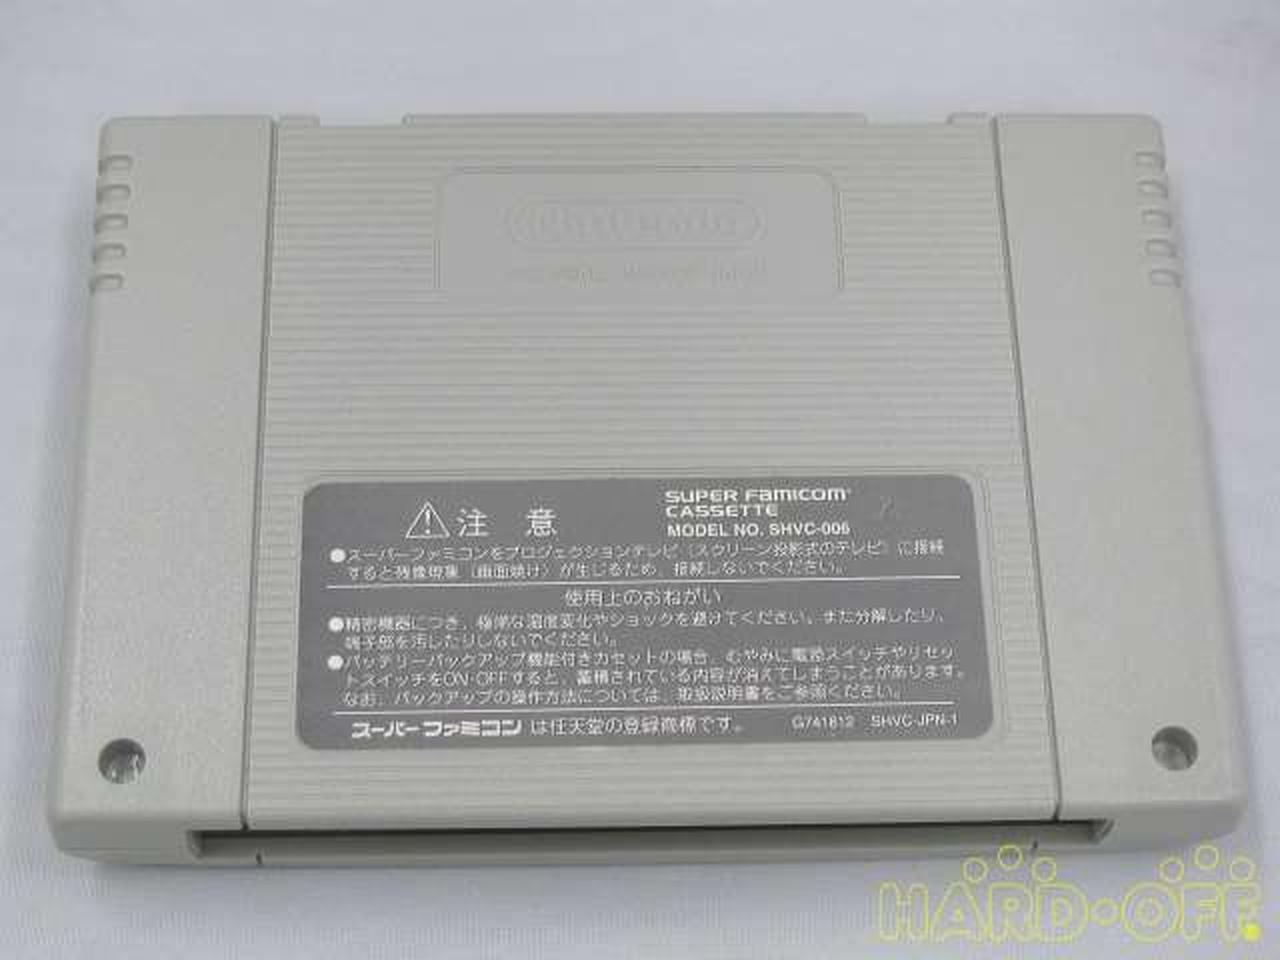 Nintendo
注 意
SUPER FAMICOM
CASSETTE
MODEL NO. SHVC-006
●スーパーファミコンをプロジェクションテレビ(スクリーン投影式のテレビ)に接続
すると残像現象(画面焼け)が生じるため、接続しないでください。
使用上のおねがい
●精密機器につき、極端な温度変化やショックを避けてください。また分解したり、
端子部を汚したりしないでください。
●バッテリーバックアップ機能付きカセットの場合、むやみに電源スイッチやリセッ
トスイッチをON・OFFすると、蓄積されている内容が消えてしまうことがあります。
なお、バックアップの操作方法については、取扱説明書をご参照ください。
スーパーファミコンは任天堂の登録商標です。 G741812 SHVC-JPN-1
HARD・OFF